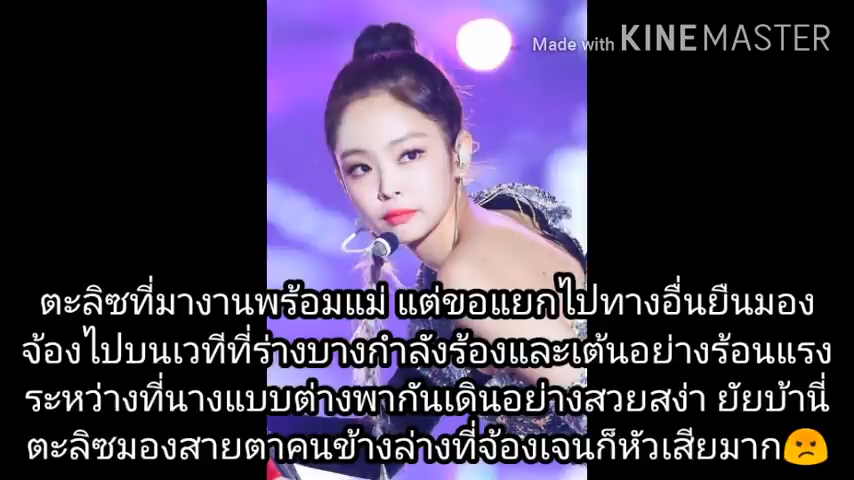 Made with KINEMASTER
ตะลิซที่มางานพร้อมแม่ แต่ขอแยกไปทางอื่นยืนมอง
จ้องไปบนเวทีที่ร่างบางกำลังร้องและเต้นอย่างร้อนแรง
ระหว่างที่นางแบบต่างพากันเดินอย่างสวยสง่า ยัยบ้านี่
ตะลิซมองสายตาคนข้างล่างที่จ้องเจนก็หัวเสียมาก😠